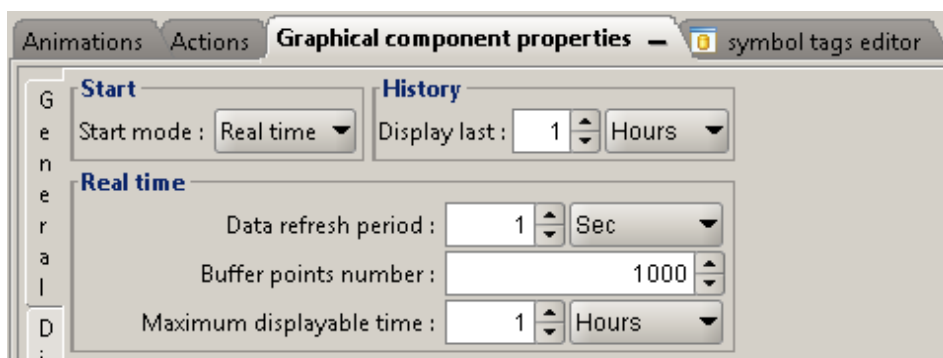 Animations Actions Graphical component properties symbol tags editor
General
Start
Start mode : Real time
History
Display last : 1 Hours
Real time
Data refresh period : 1 Sec
Buffer points number : 1000
Maximum displayable time : 1 Hours